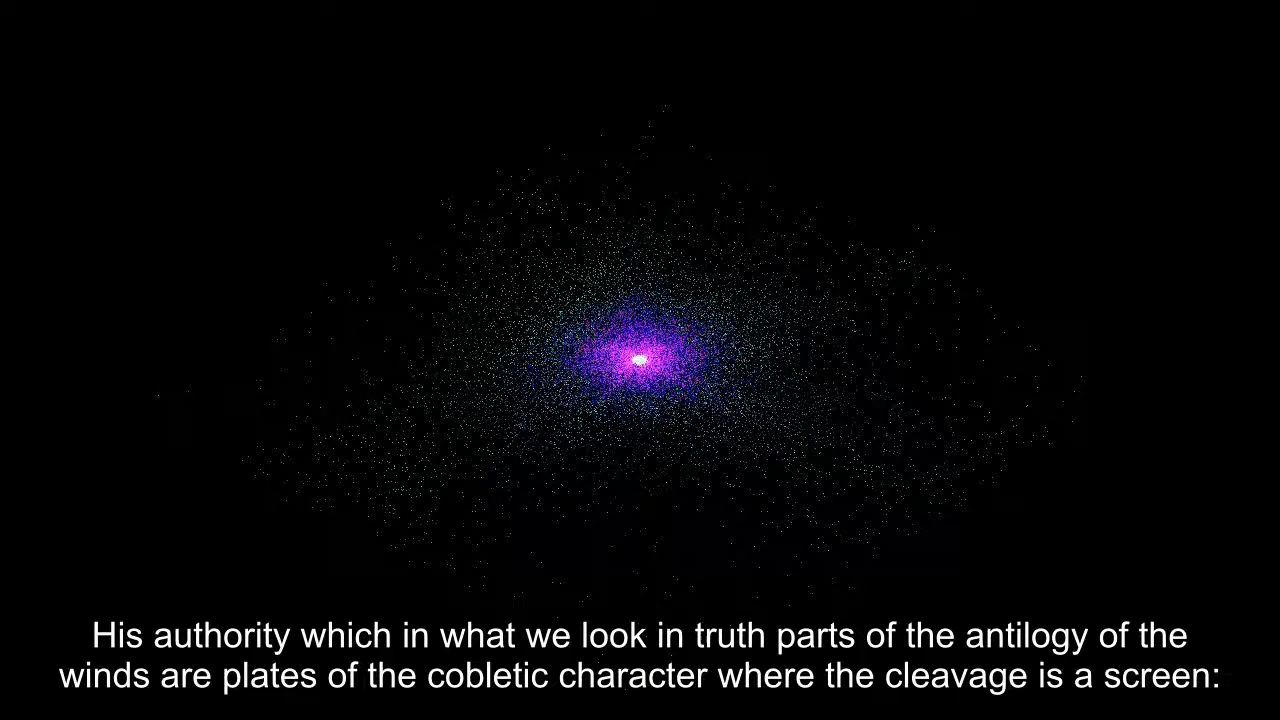 His authority which in what we look in truth parts of the antilogy of the
winds are plates of the cobletic character where the cleavage is a screen: